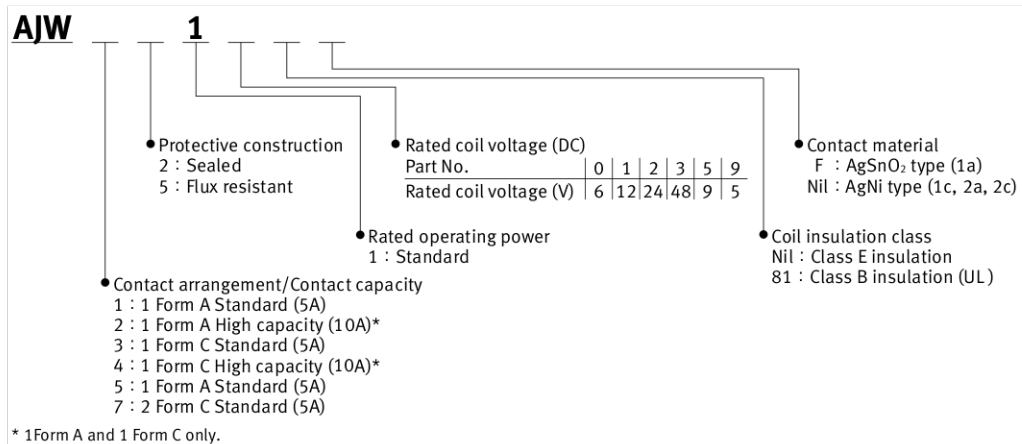 AJW 1
Protective construction
2 : Sealed
5 : Flux resistant
Rated coil voltage (DC)
Part No. 0 1 2 3 5 9
Rated coil voltage (V) 6 12 24 48 9 5
Contact material
F : AgSnO₂ type (1a)
Nil : AgNi type (1c, 2a, 2c)
Rated operating power
1 : Standard
Coil insulation class
Nil : Class E insulation
81 : Class B insulation (UL)
Contact arrangement/Contact capacity
1 : 1 Form A Standard (5A)
2 : 1 Form A High capacity (10A)*
3 : 1 Form C Standard (5A)
4 : 1 Form C High capacity (10A)*
5 : 1 Form A Standard (5A)
7 : 2 Form C Standard (5A)
* 1Form A and 1 Form C only.